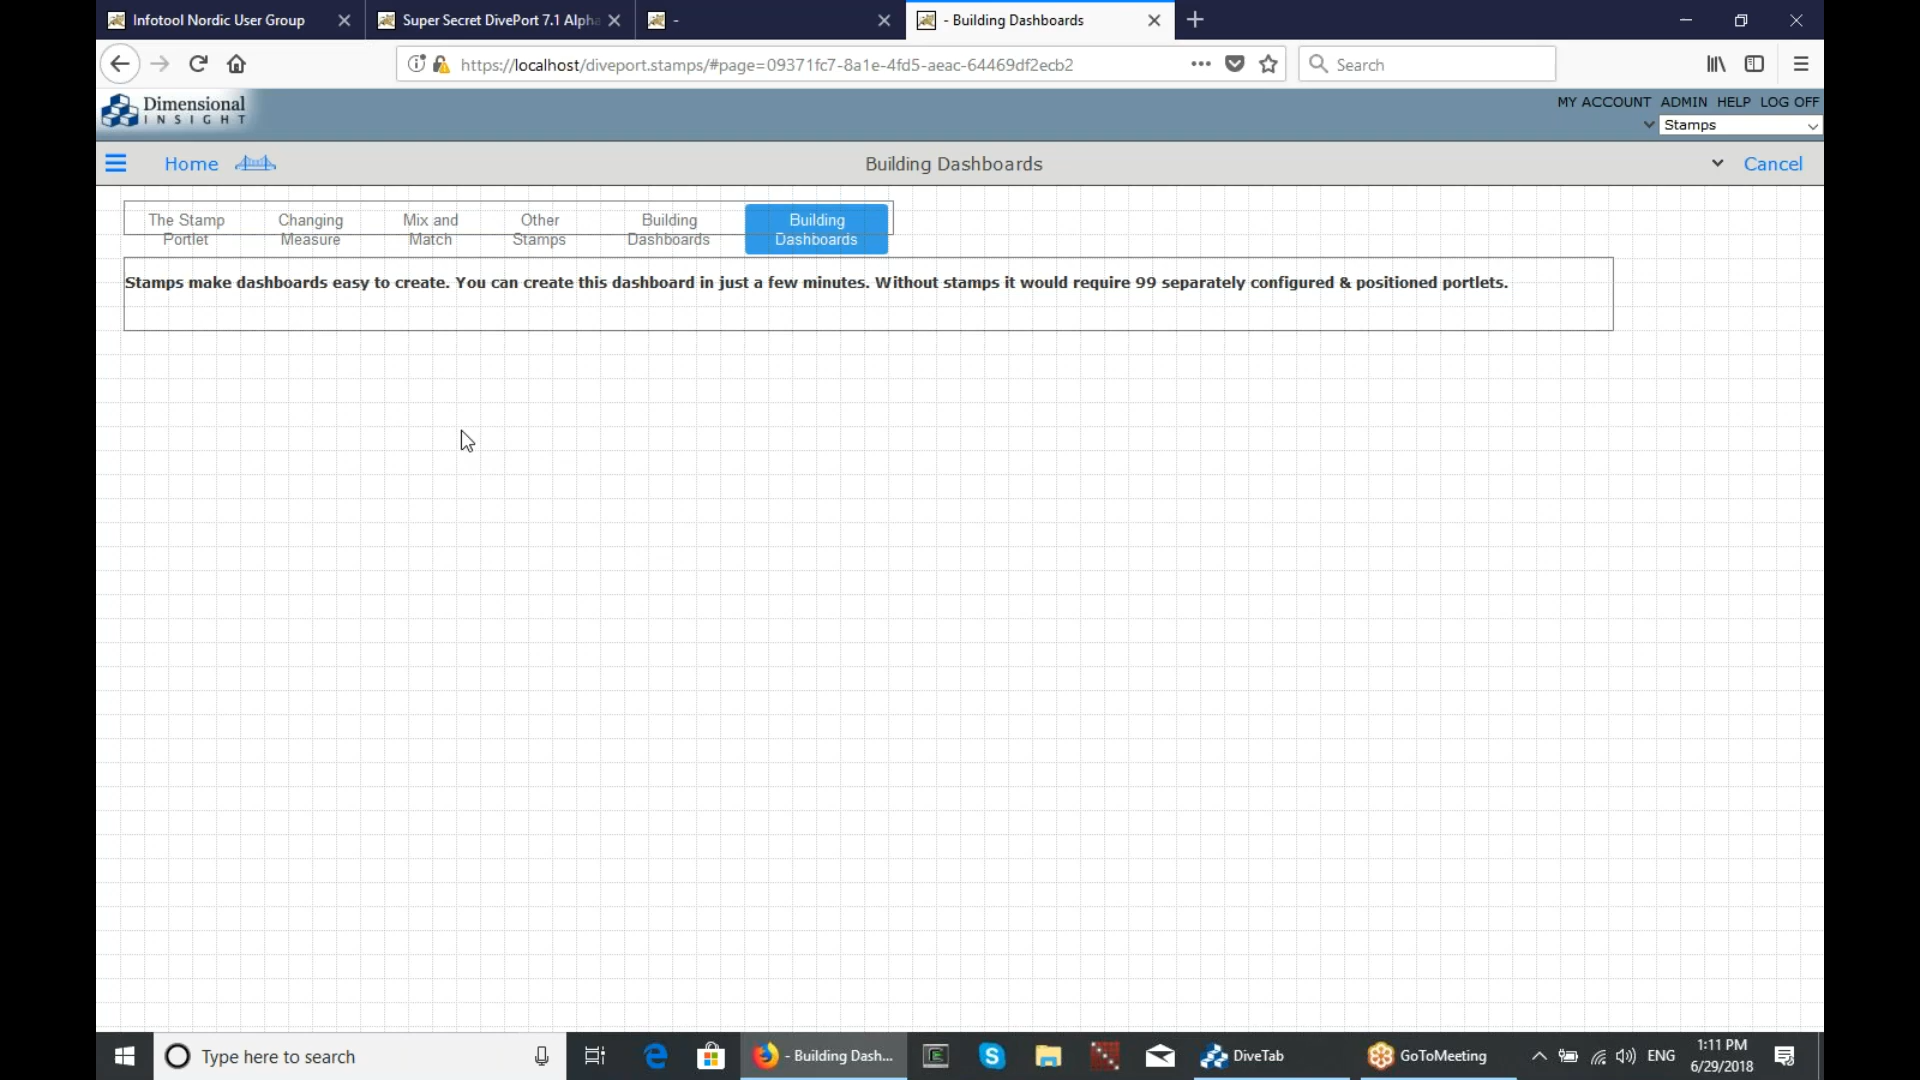 Infotool Nordic User Group
Super Secret DivePort 7.1 Alpha
-
- Building Dashboards
https://localhost/diveport.stamps/#page=09371fc7-8a1e-4fd5-aeac-64469df2ecb2
Search
Dimensional
INSIGHT
MY ACCOUNT ADMIN HELP LOG OFF
Stamps
Home
Building Dashboards
Cancel
The Stamp
Portlet
Changing
Measure
Mix and
Match
Other
Stamps
Building
Dashboards
Building
Dashboards
Stamps make dashboards easy to create. You can create this dashboard in just a few minutes. Without stamps it would require 99 separately configured & positioned portlets.
Type here to search
- Building Dash...
DiveTab
GoToMeeting
ENG
1:11 PM
6/29/2018